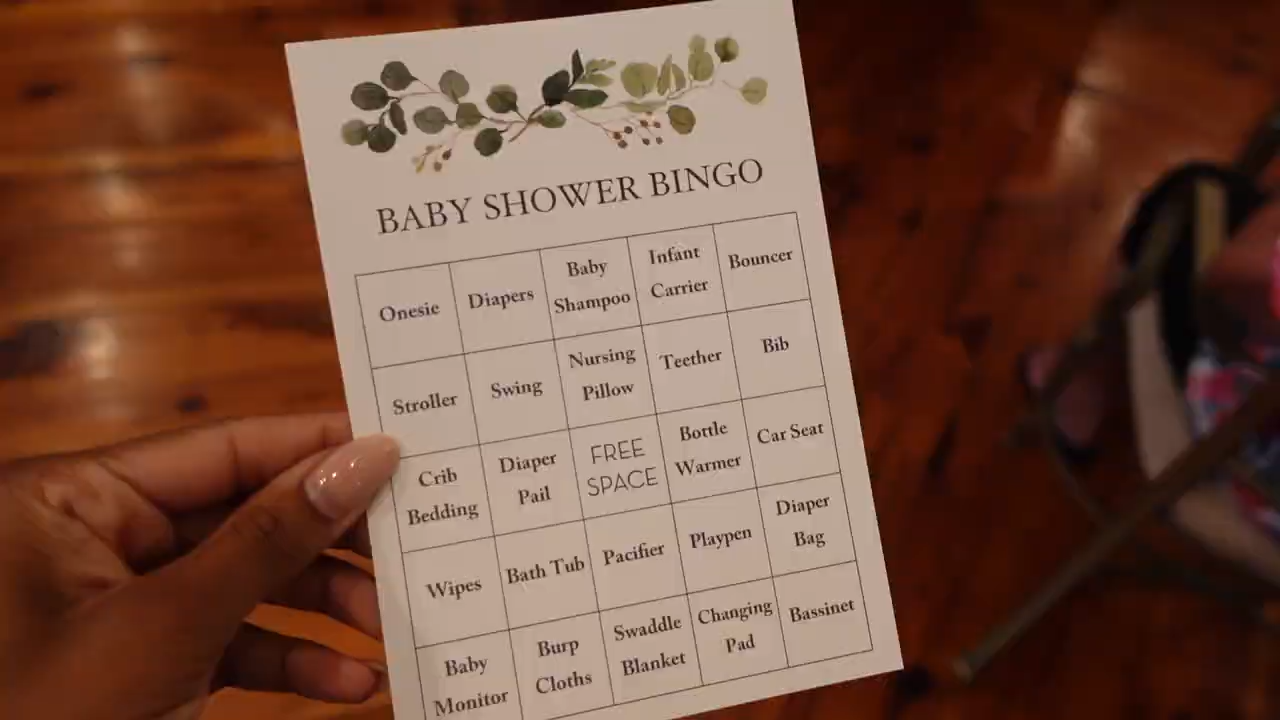 BABY SHOWER BINGO
Onesie
Diapers
Baby
Shampoo
Infant
Carrier
Bouncer
Stroller
Swing
Nursing
Pillow
Teether
Bib
Crib
Bedding
Diaper
Pail
FREE
SPACE
Bottle
Warmer
Car Seat
Wipes
Bath Tub
Pacifier
Playpen
Diaper
Bag
Baby
Monitor
Burp
Cloths
Swaddle
Blanket
Changing
Pad
Bassinet